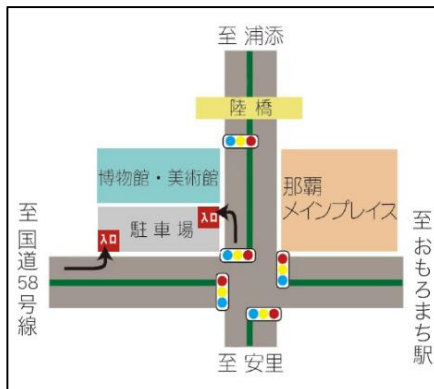 至 浦添
陸橋
博物館・美術館
那覇
メインプレイス
入口
駐車場
入口
至 国道58号線
至 おもろまち駅
至 安里